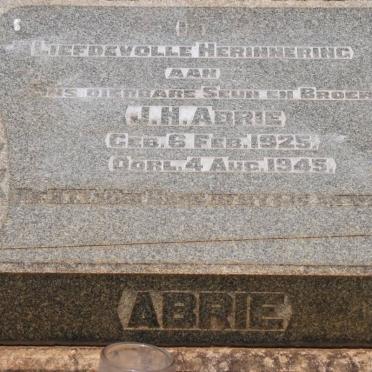 Liefdevolle Herinnering
aan
ons dierbare Seun en Broer
J.H. Abrie
Geb. 6 Feb. 1925.
Oorl. 4 Aug. 1945.
ABRIE